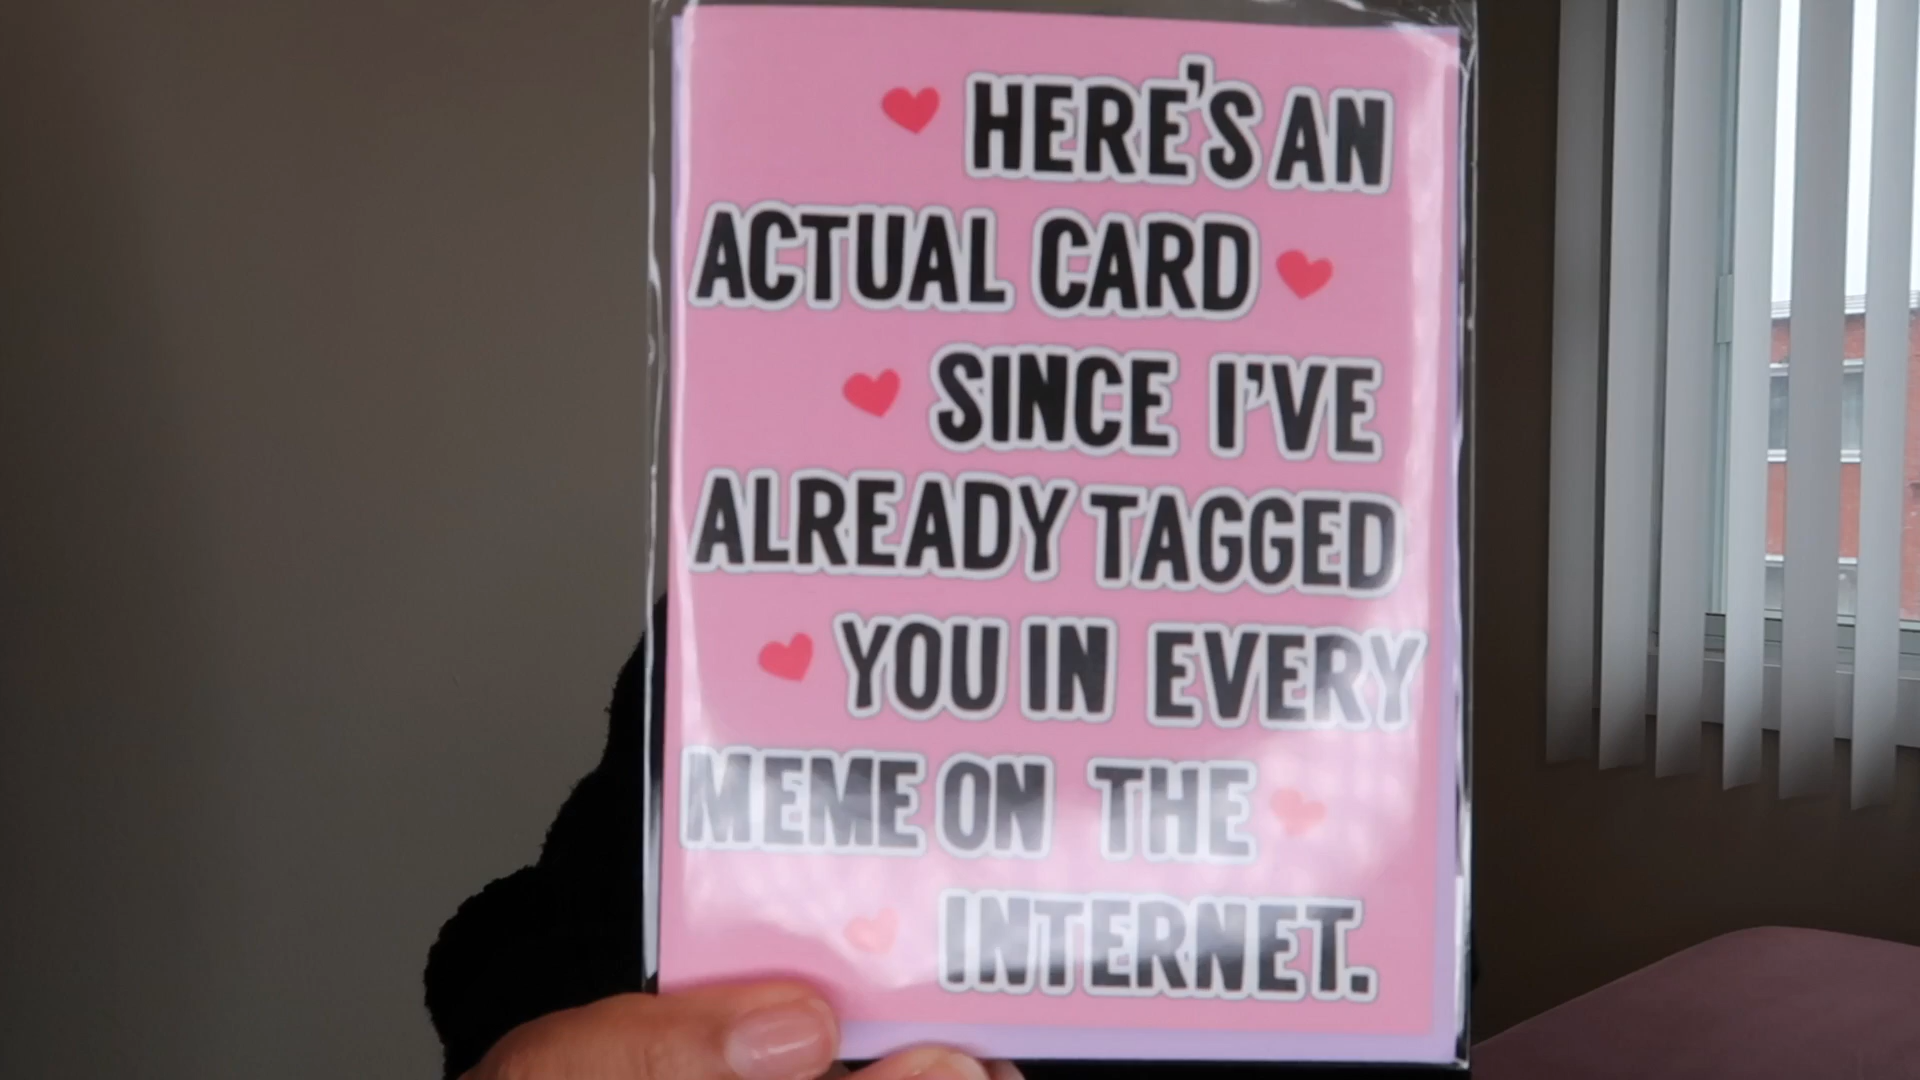 HERE'S AN
ACTUAL CARD
SINCE I'VE
ALREADY TAGGED
YOU IN EVERY
MEME ON THE
INTERNET.